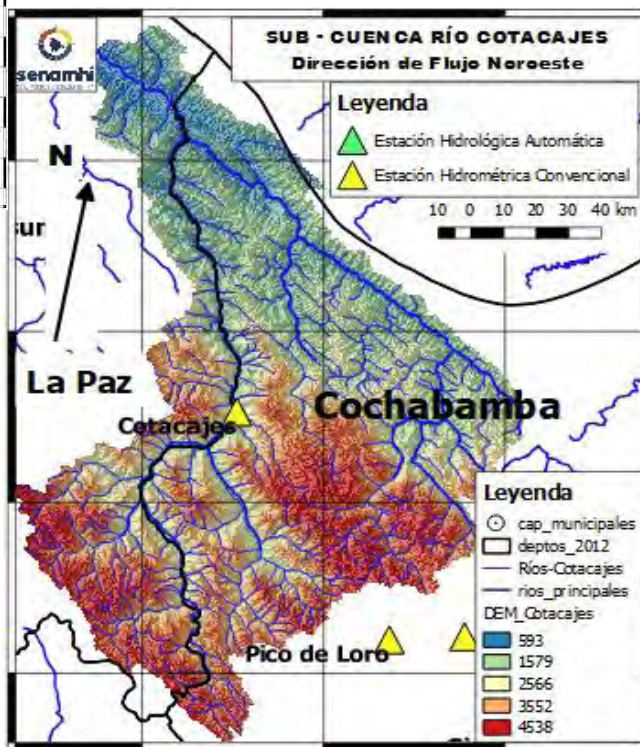 senamhi
SUB - CUENCA RÍO COTACAJES
Dirección de Flujo Noroeste
Leyenda
Estación Hidrológica Automática
Estación Hidrométrica Convencional
10 0 10 20 30 40 km
N
sur
La Paz
Cotacajes
Cochabamba
Pico de Loro
Leyenda
cap_municipales
deptos_2012
Ríos-Cotacajes
rios_principales
DEM_Cotacajes
593
1579
2566
3552
4538